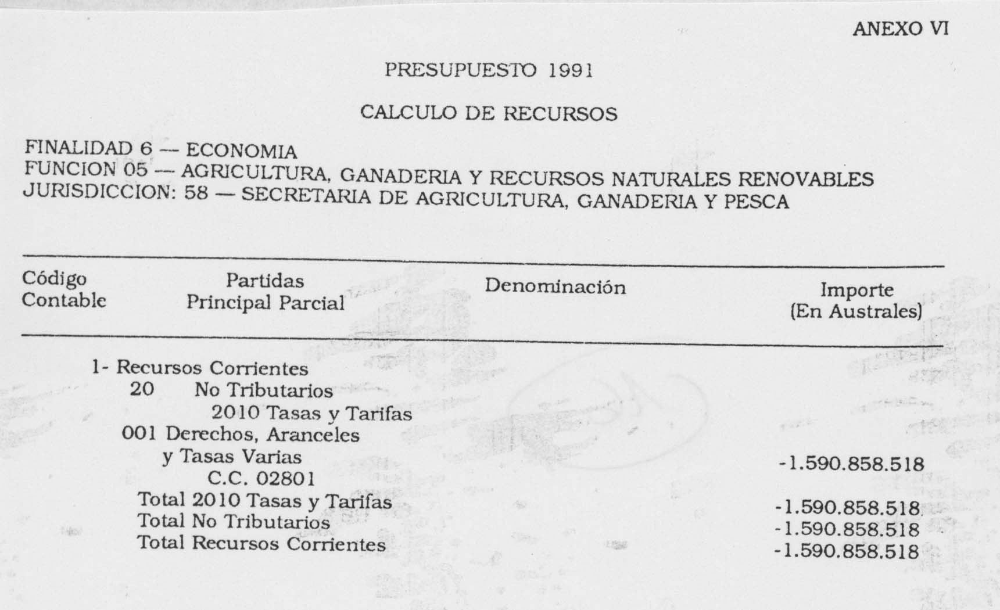 ANEXO VI
PRESUPUESTO 1991
CALCULO DE RECURSOS
FINALIDAD 6 — ECONOMIA
FUNCION 05 — AGRICULTURA, GANADERIA Y RECURSOS NATURALES RENOVABLES
JURISDICCION: 58 — SECRETARIA DE AGRICULTURA, GANADERIA Y PESCA
Código Partidas Denominación Importe
Contable Principal Parcial (En Australes)
1- Recursos Corrientes
20 No Tributarios
2010 Tasas y Tarifas
001 Derechos, Aranceles
y Tasas Varias -1.590.858.518
C.C. 02801
Total 2010 Tasas y Tarifas -1.590.858.518
Total No Tributarios -1.590.858.518
Total Recursos Corrientes -1.590.858.518